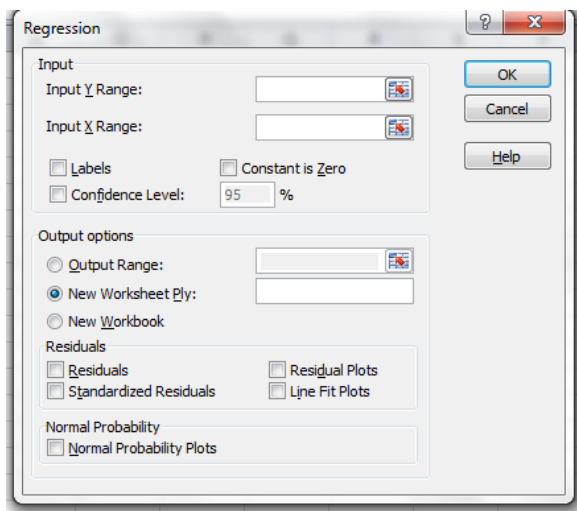 Regression
?
X
Input
Input Y Range:
OK
Cancel
Input X Range:
Help
Labels
Constant is Zero
Confidence Level:
95
%
Output options
Output Range:
New Worksheet Ply:
New Workbook
Residuals
Residuals
Residual Plots
Standardized Residuals
Line Fit Plots
Normal Probability
Normal Probability Plots